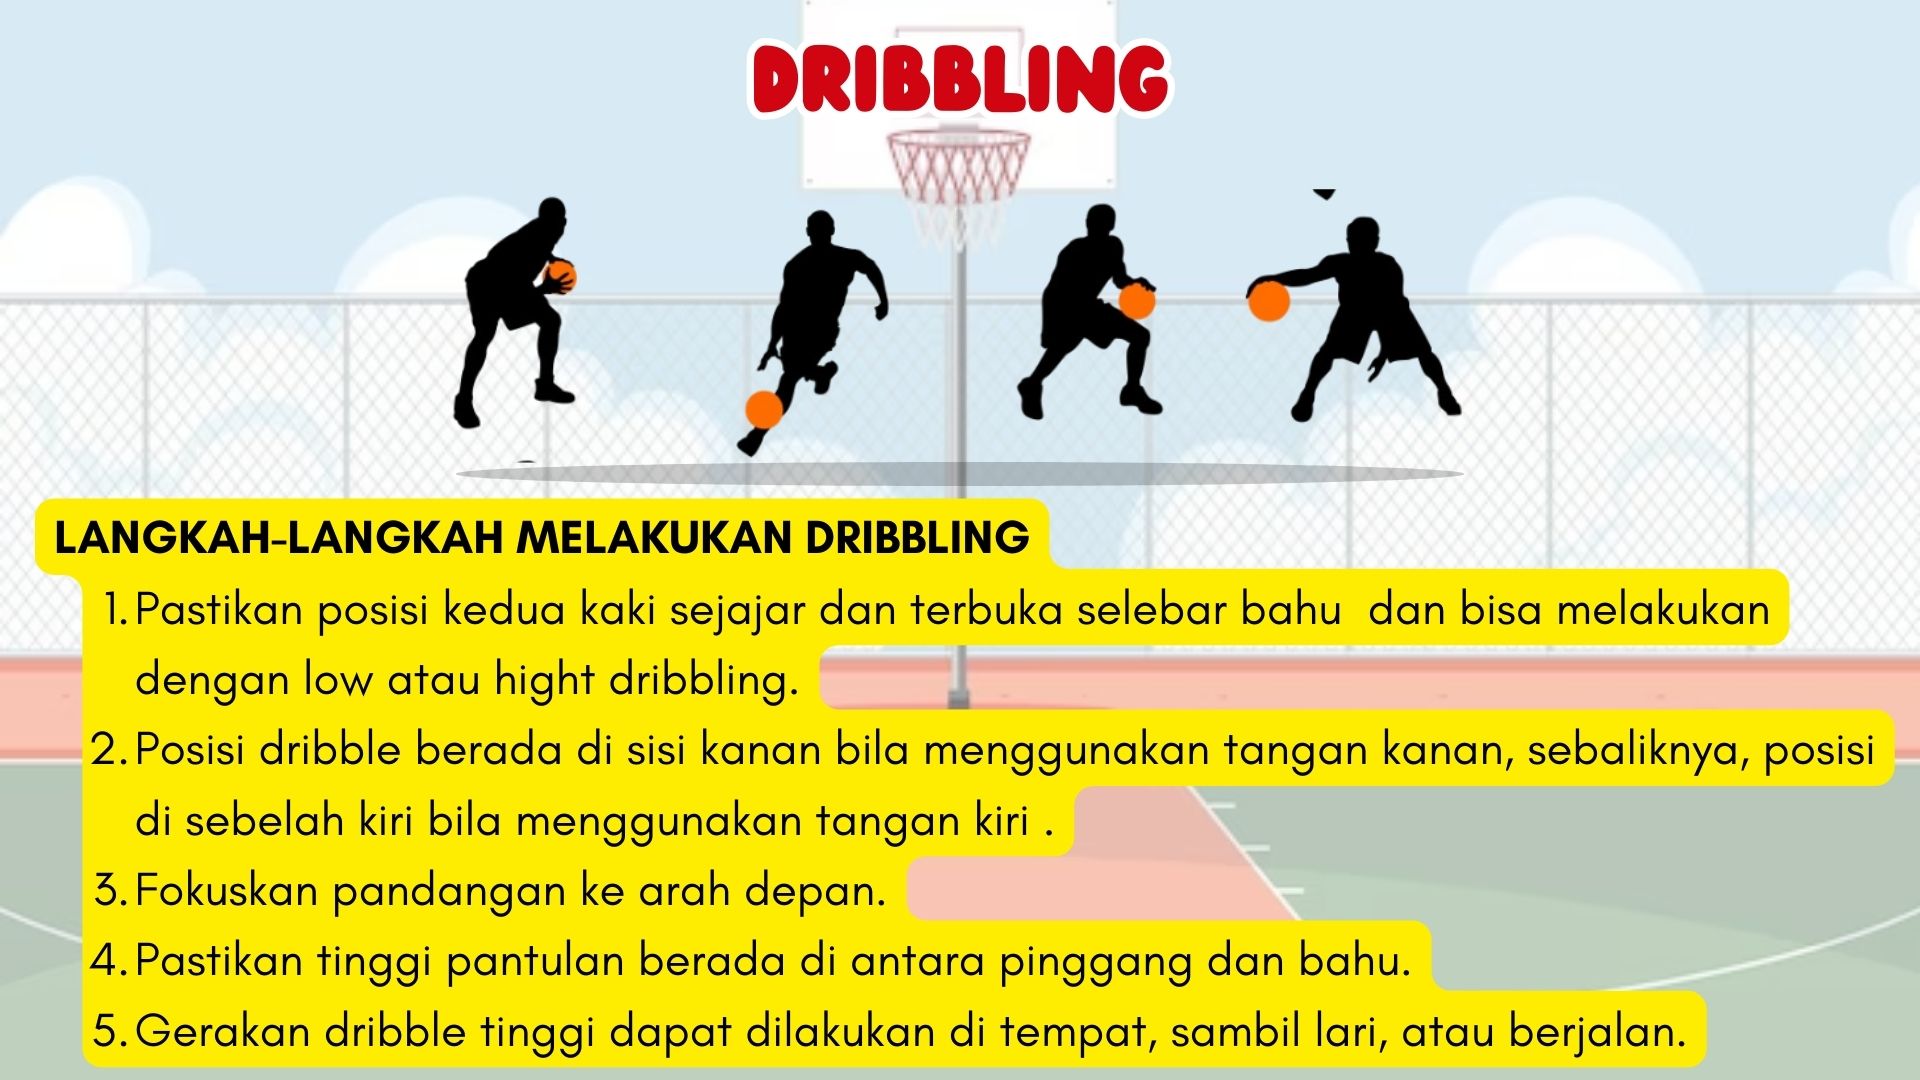 DRIBBLING
LANGKAH-LANGKAH MELAKUKAN DRIBBLING
1. Pastikan posisi kedua kaki sejajar dan terbuka selebar bahu  dan bisa melakukan
dengan low atau hight dribbling.
2. Posisi dribble berada di sisi kanan bila menggunakan tangan kanan, sebaliknya, posisi
di sebelah kiri bila menggunakan tangan kiri .
3. Fokuskan pandangan ke arah depan.
4. Pastikan tinggi pantulan berada di antara pinggang dan bahu.
5. Gerakan dribble tinggi dapat dilakukan di tempat, sambil lari, atau berjalan.